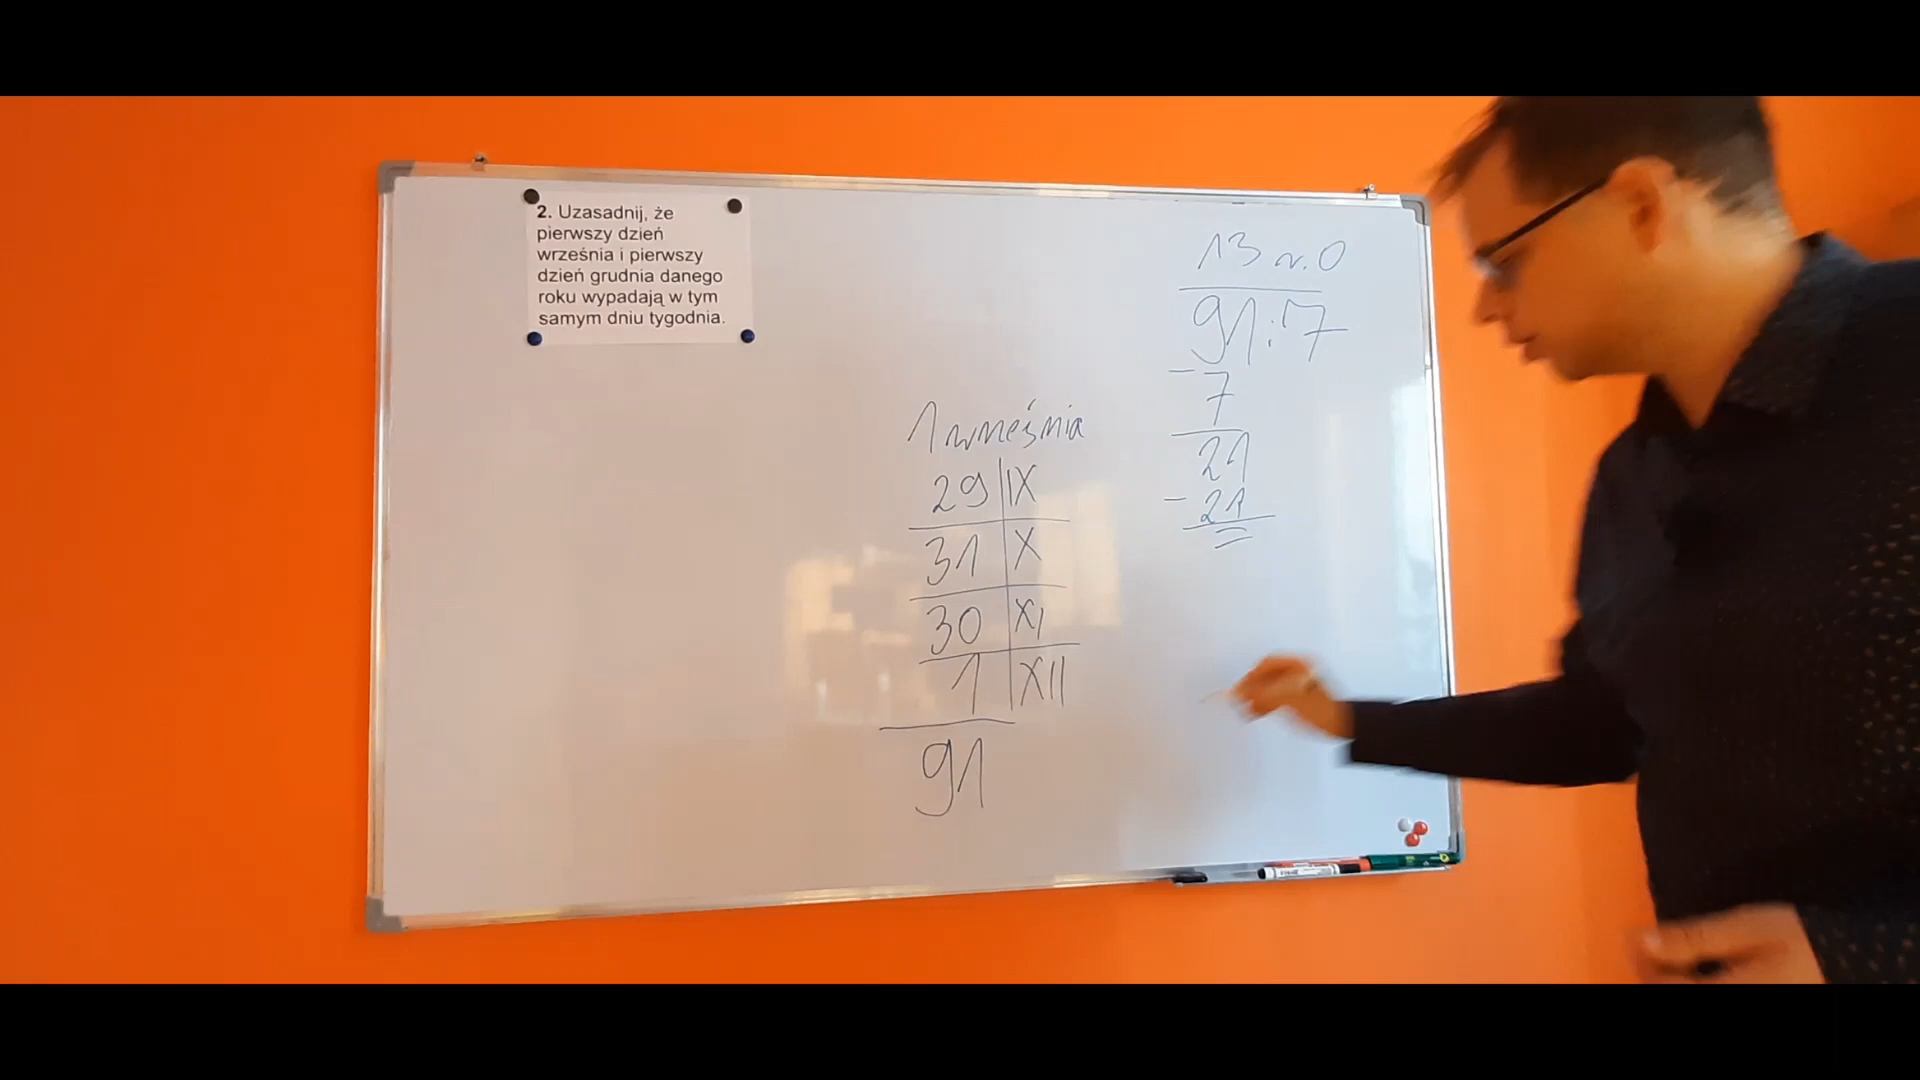 2. Uzasadnij, że
pierwszy dzień
września i pierwszy
dzień grudnia danego
roku wypadają w tym
samym dniu tygodnia.
1 września
29 IX
31 X
30 XI
1 XII
91
13 r. 0
91:7
- 7
21
- 21
=